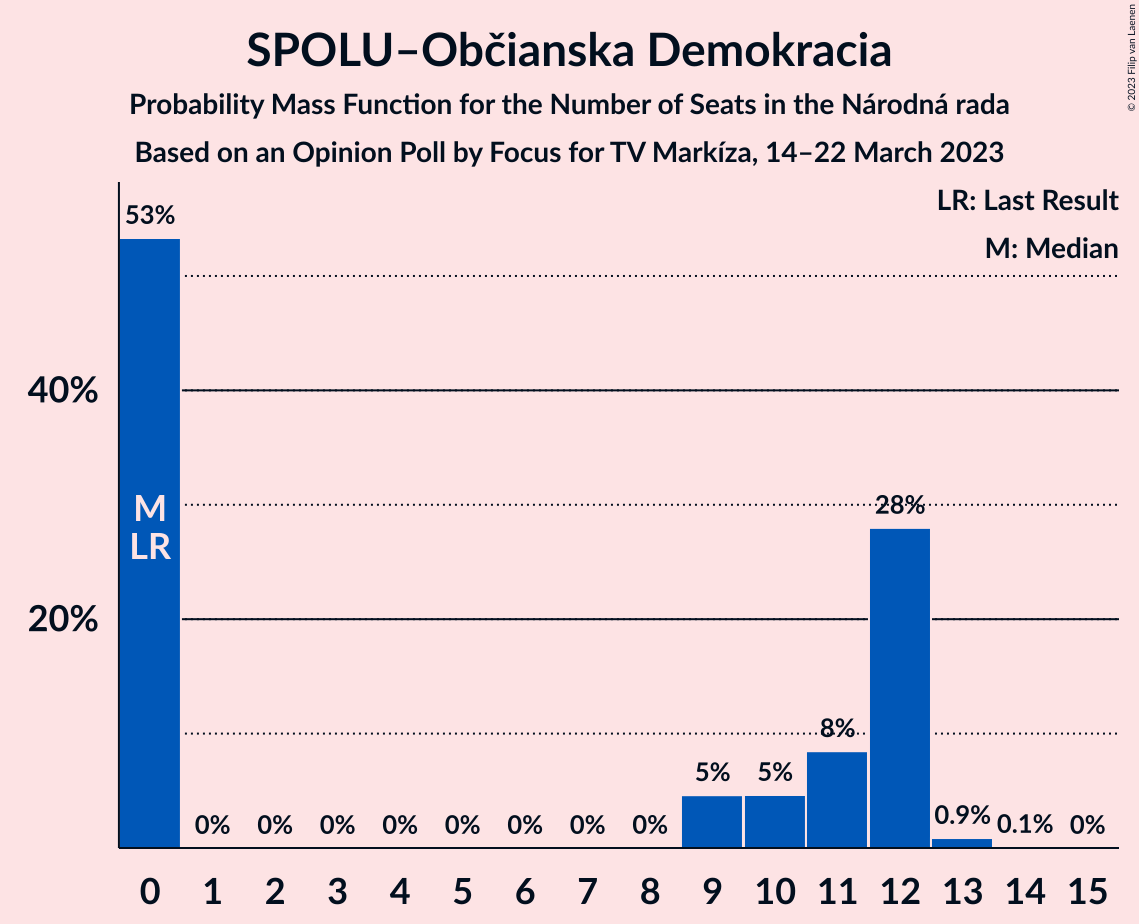 SPOLU–Občianska Demokracia
Probability Mass Function for the Number of Seats in the Národná rada
Based on an Opinion Poll by Focus for TV Markíza, 14–22 March 2023
© 2023 Filip van Laenen
LR: Last Result
M: Median
53%
40%
M
LR
28%
20%
8%
5% 5%
0% 0% 0% 0% 0% 0% 0% 0% 0.9% 0.1% 0%
0 1 2 3 4 5 6 7 8 9 10 11 12 13 14 15